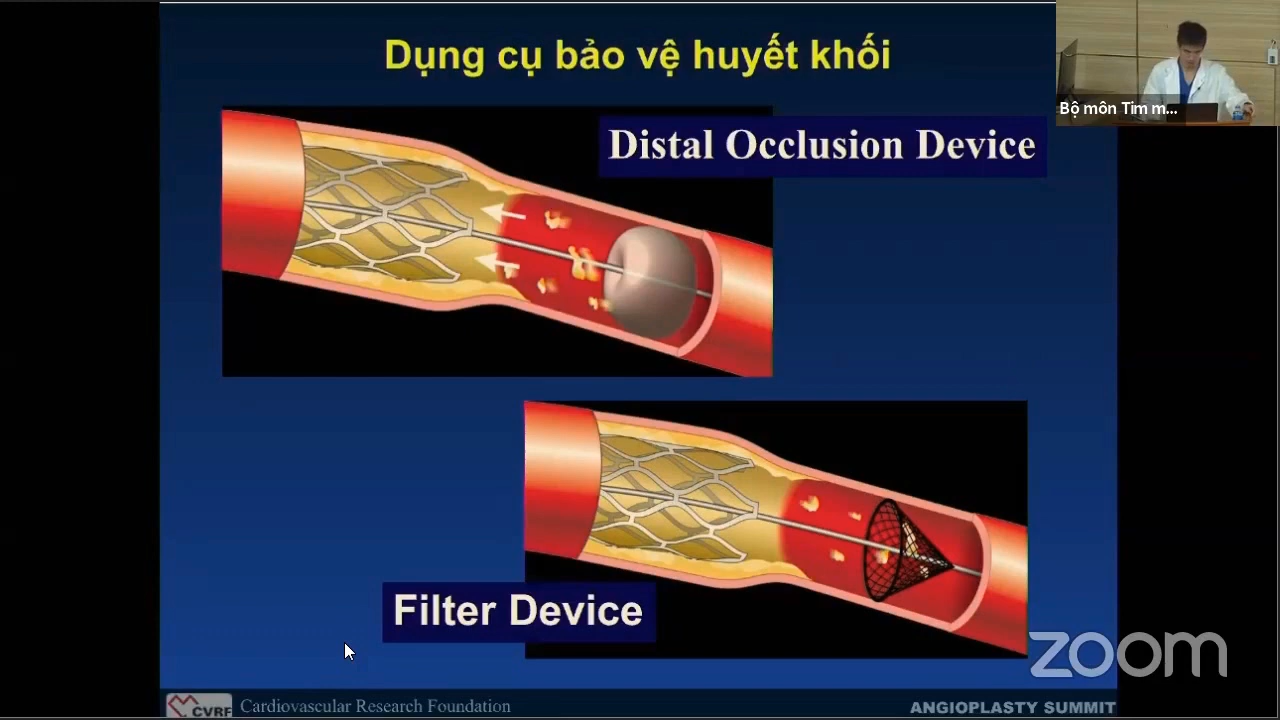 Dụng cụ bảo vệ huyết khối
Bộ môn Tim m...
Distal Occlusion Device
Filter Device
zoom
CVRF Cardiovascular Research Foundation
ANGIOPLASTY SUMMIT